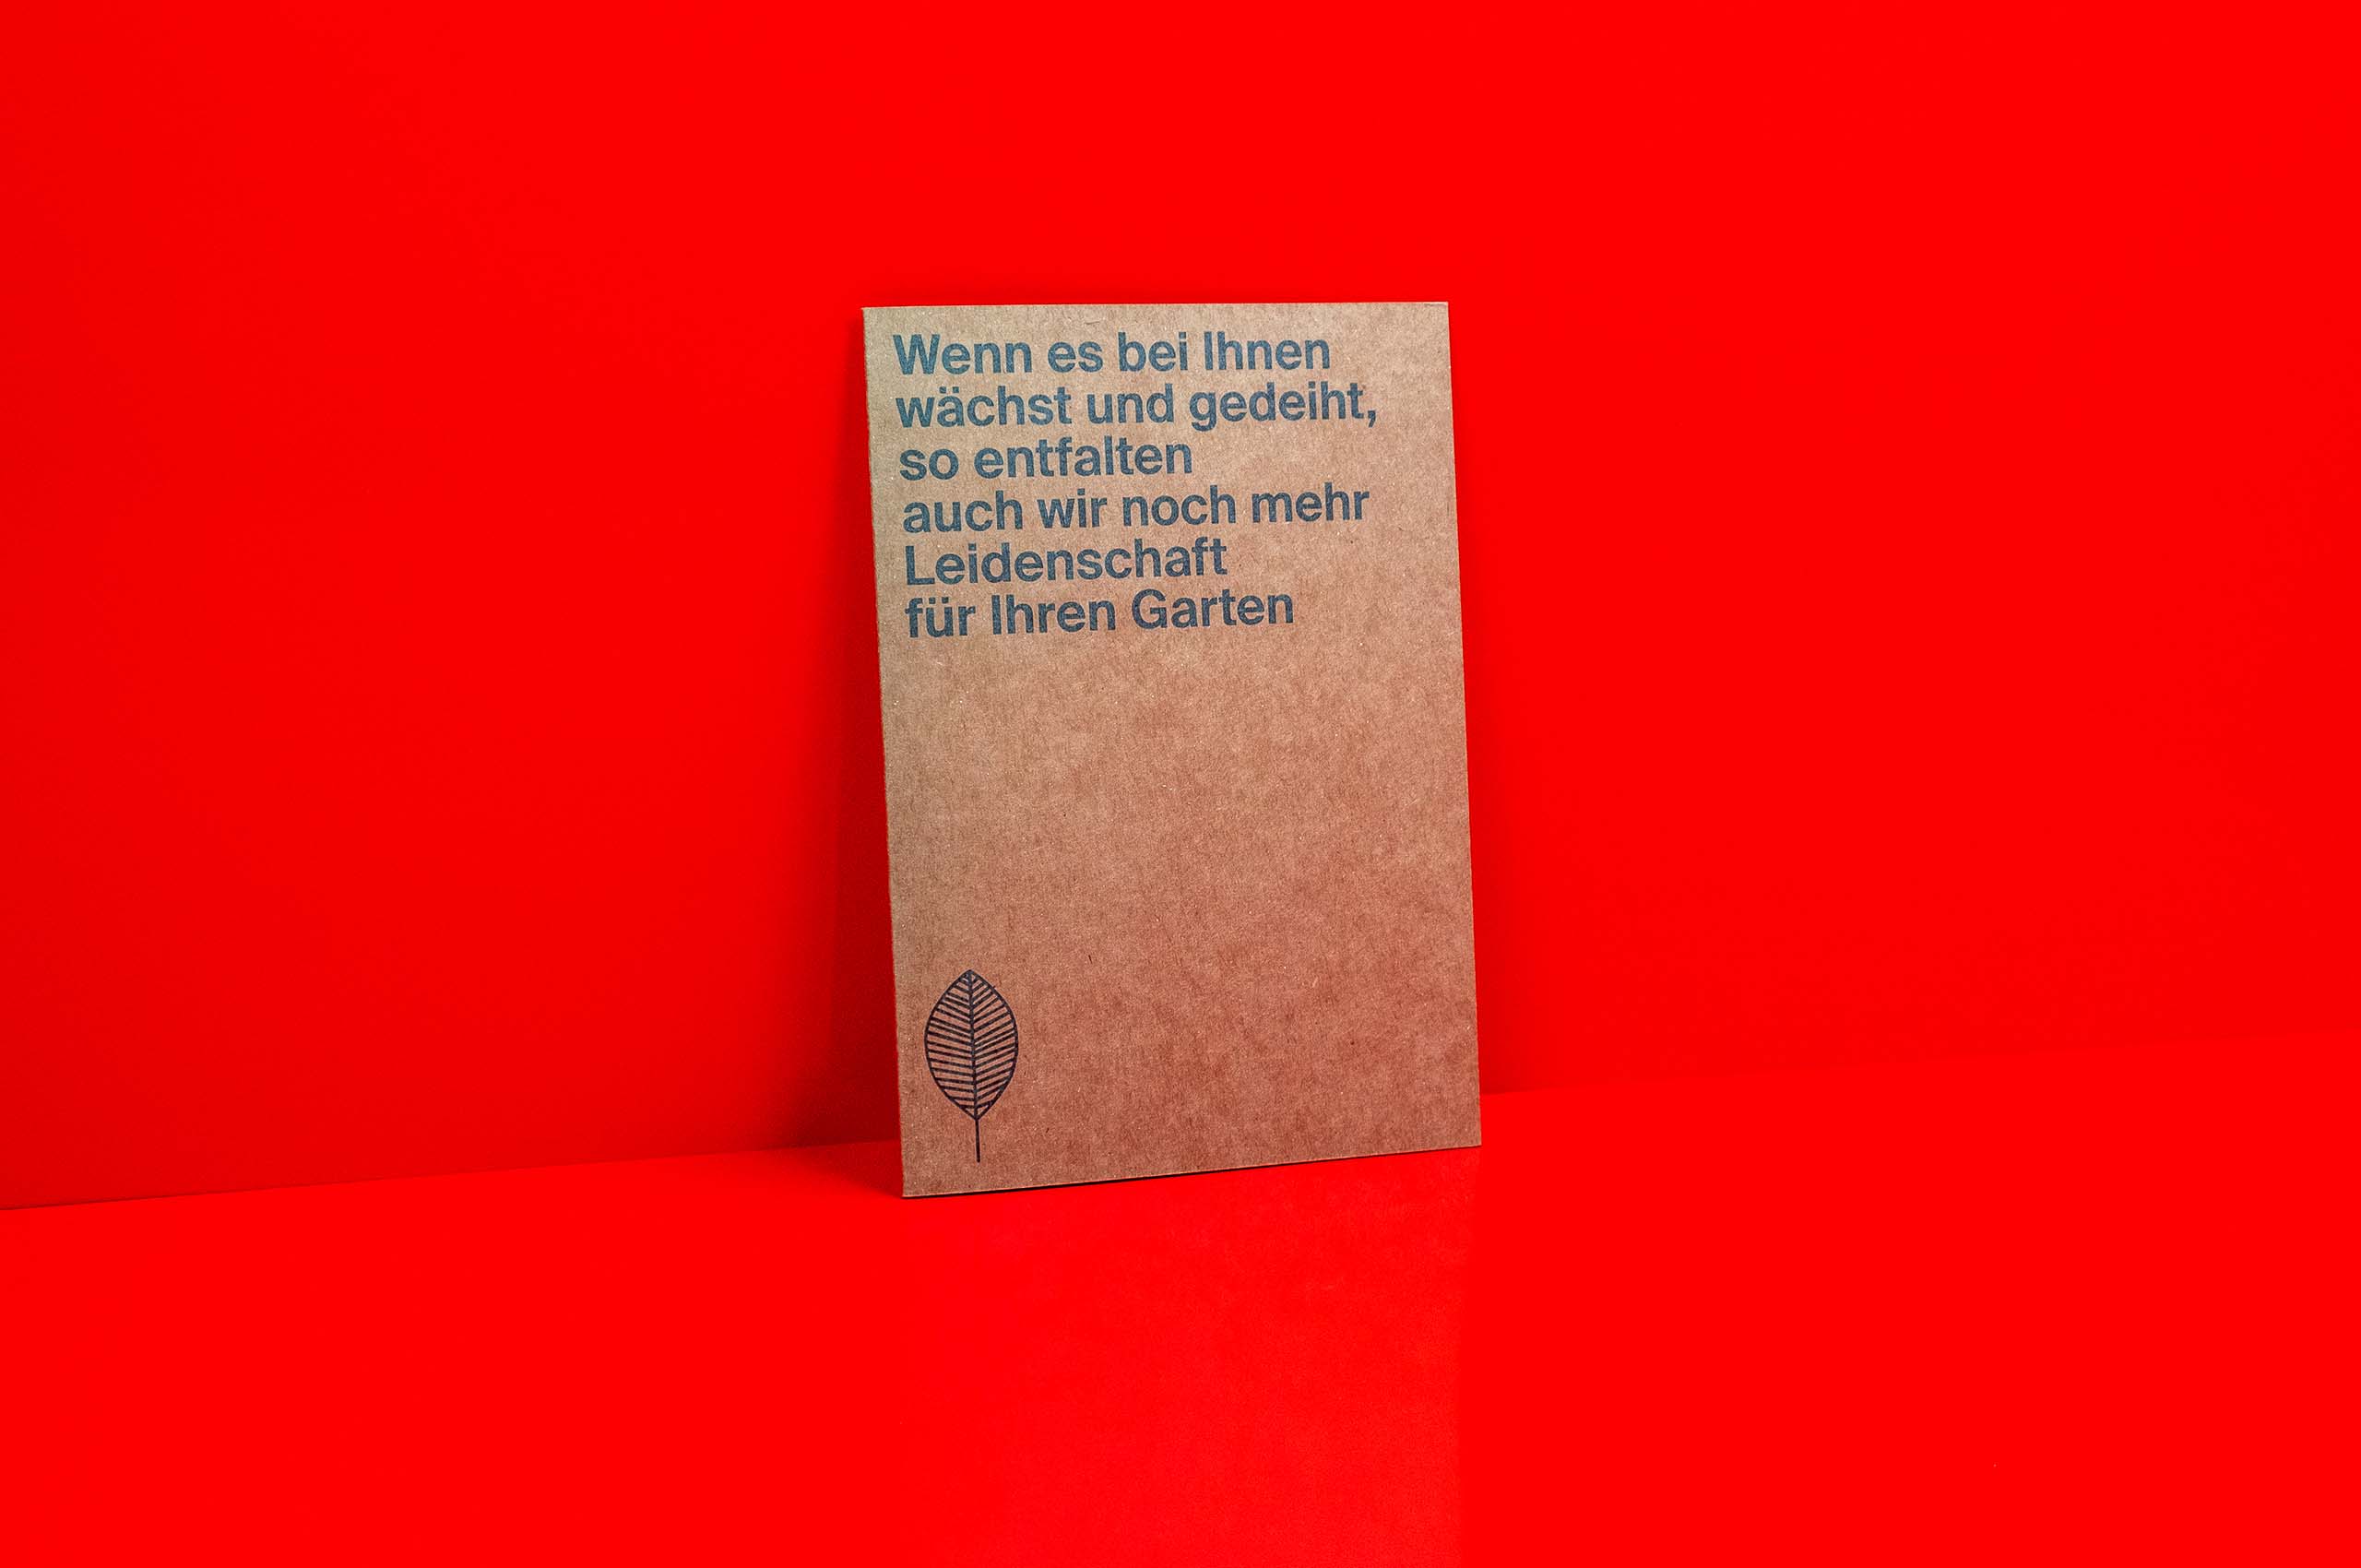 Wenn es bei Ihnen
wächst und gedeiht,
so entfalten
auch wir noch mehr
Leidenschaft
für Ihren Garten